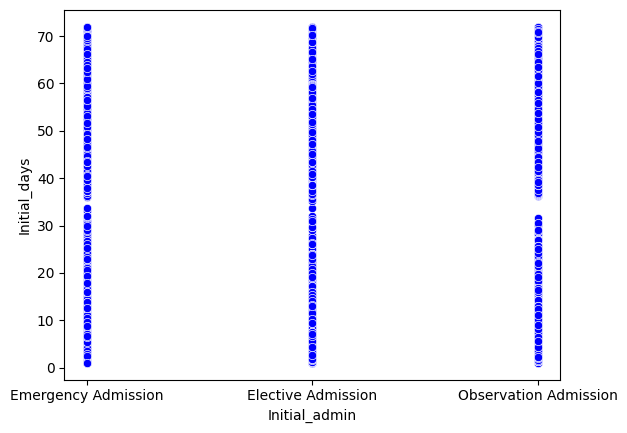 70
60
50
40
30
20
10
0
Initial_days
Emergency Admission
Elective Admission
Observation Admission
Initial_admin